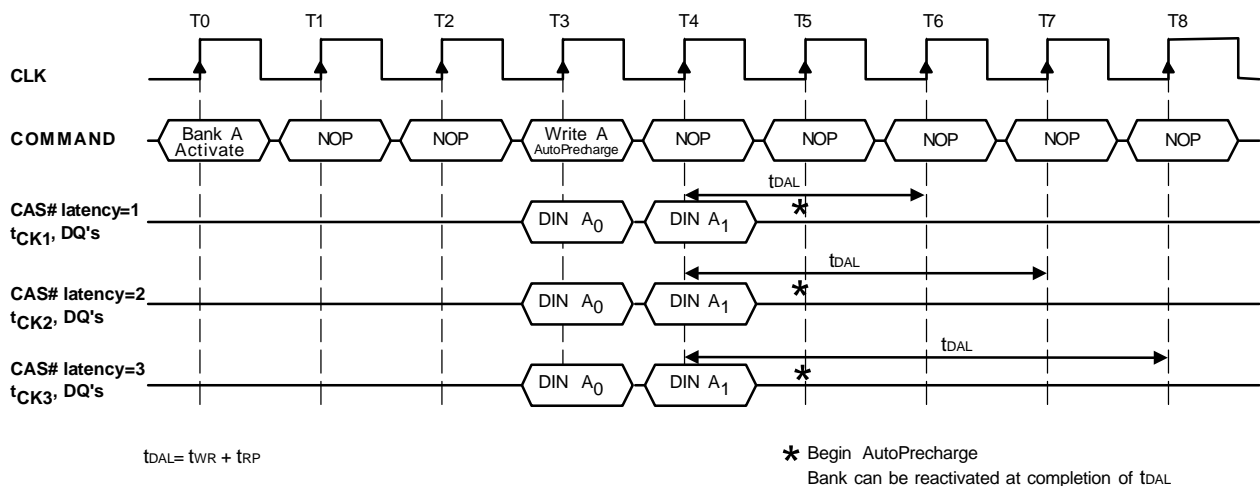 T0 T1 T2 T3 T4 T5 T6 T7 T8
CLK
COMMAND
Bank A
Activate
NOP
NOP
Write A
AutoPrecharge
NOP
NOP
NOP
NOP
NOP
tDAL
CAS# latency=1
tCK1, DQ's
DIN A0
DIN A1
*
tDAL
CAS# latency=2
tCK2, DQ's
DIN A0
DIN A1
*
tDAL
CAS# latency=3
tCK3, DQ's
DIN A0
DIN A1
*
tDAL= tWR + tRP
* Begin AutoPrecharge
Bank can be reactivated at completion of tDAL